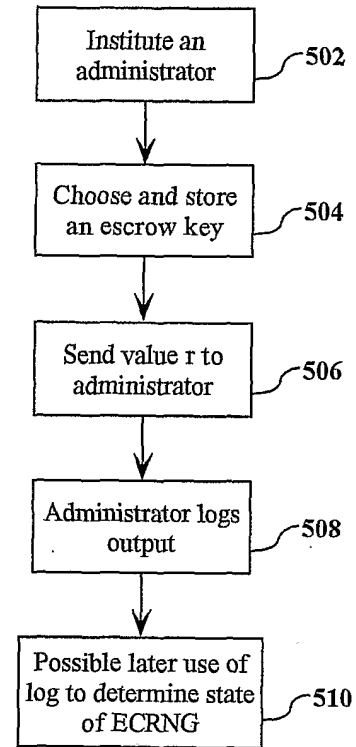 Institute an
administrator
502
Choose and store
an escrow key
504
Send value r to
administrator
506
Administrator logs
output
508
Possible later use of
log to determine state
of ECRNG
510